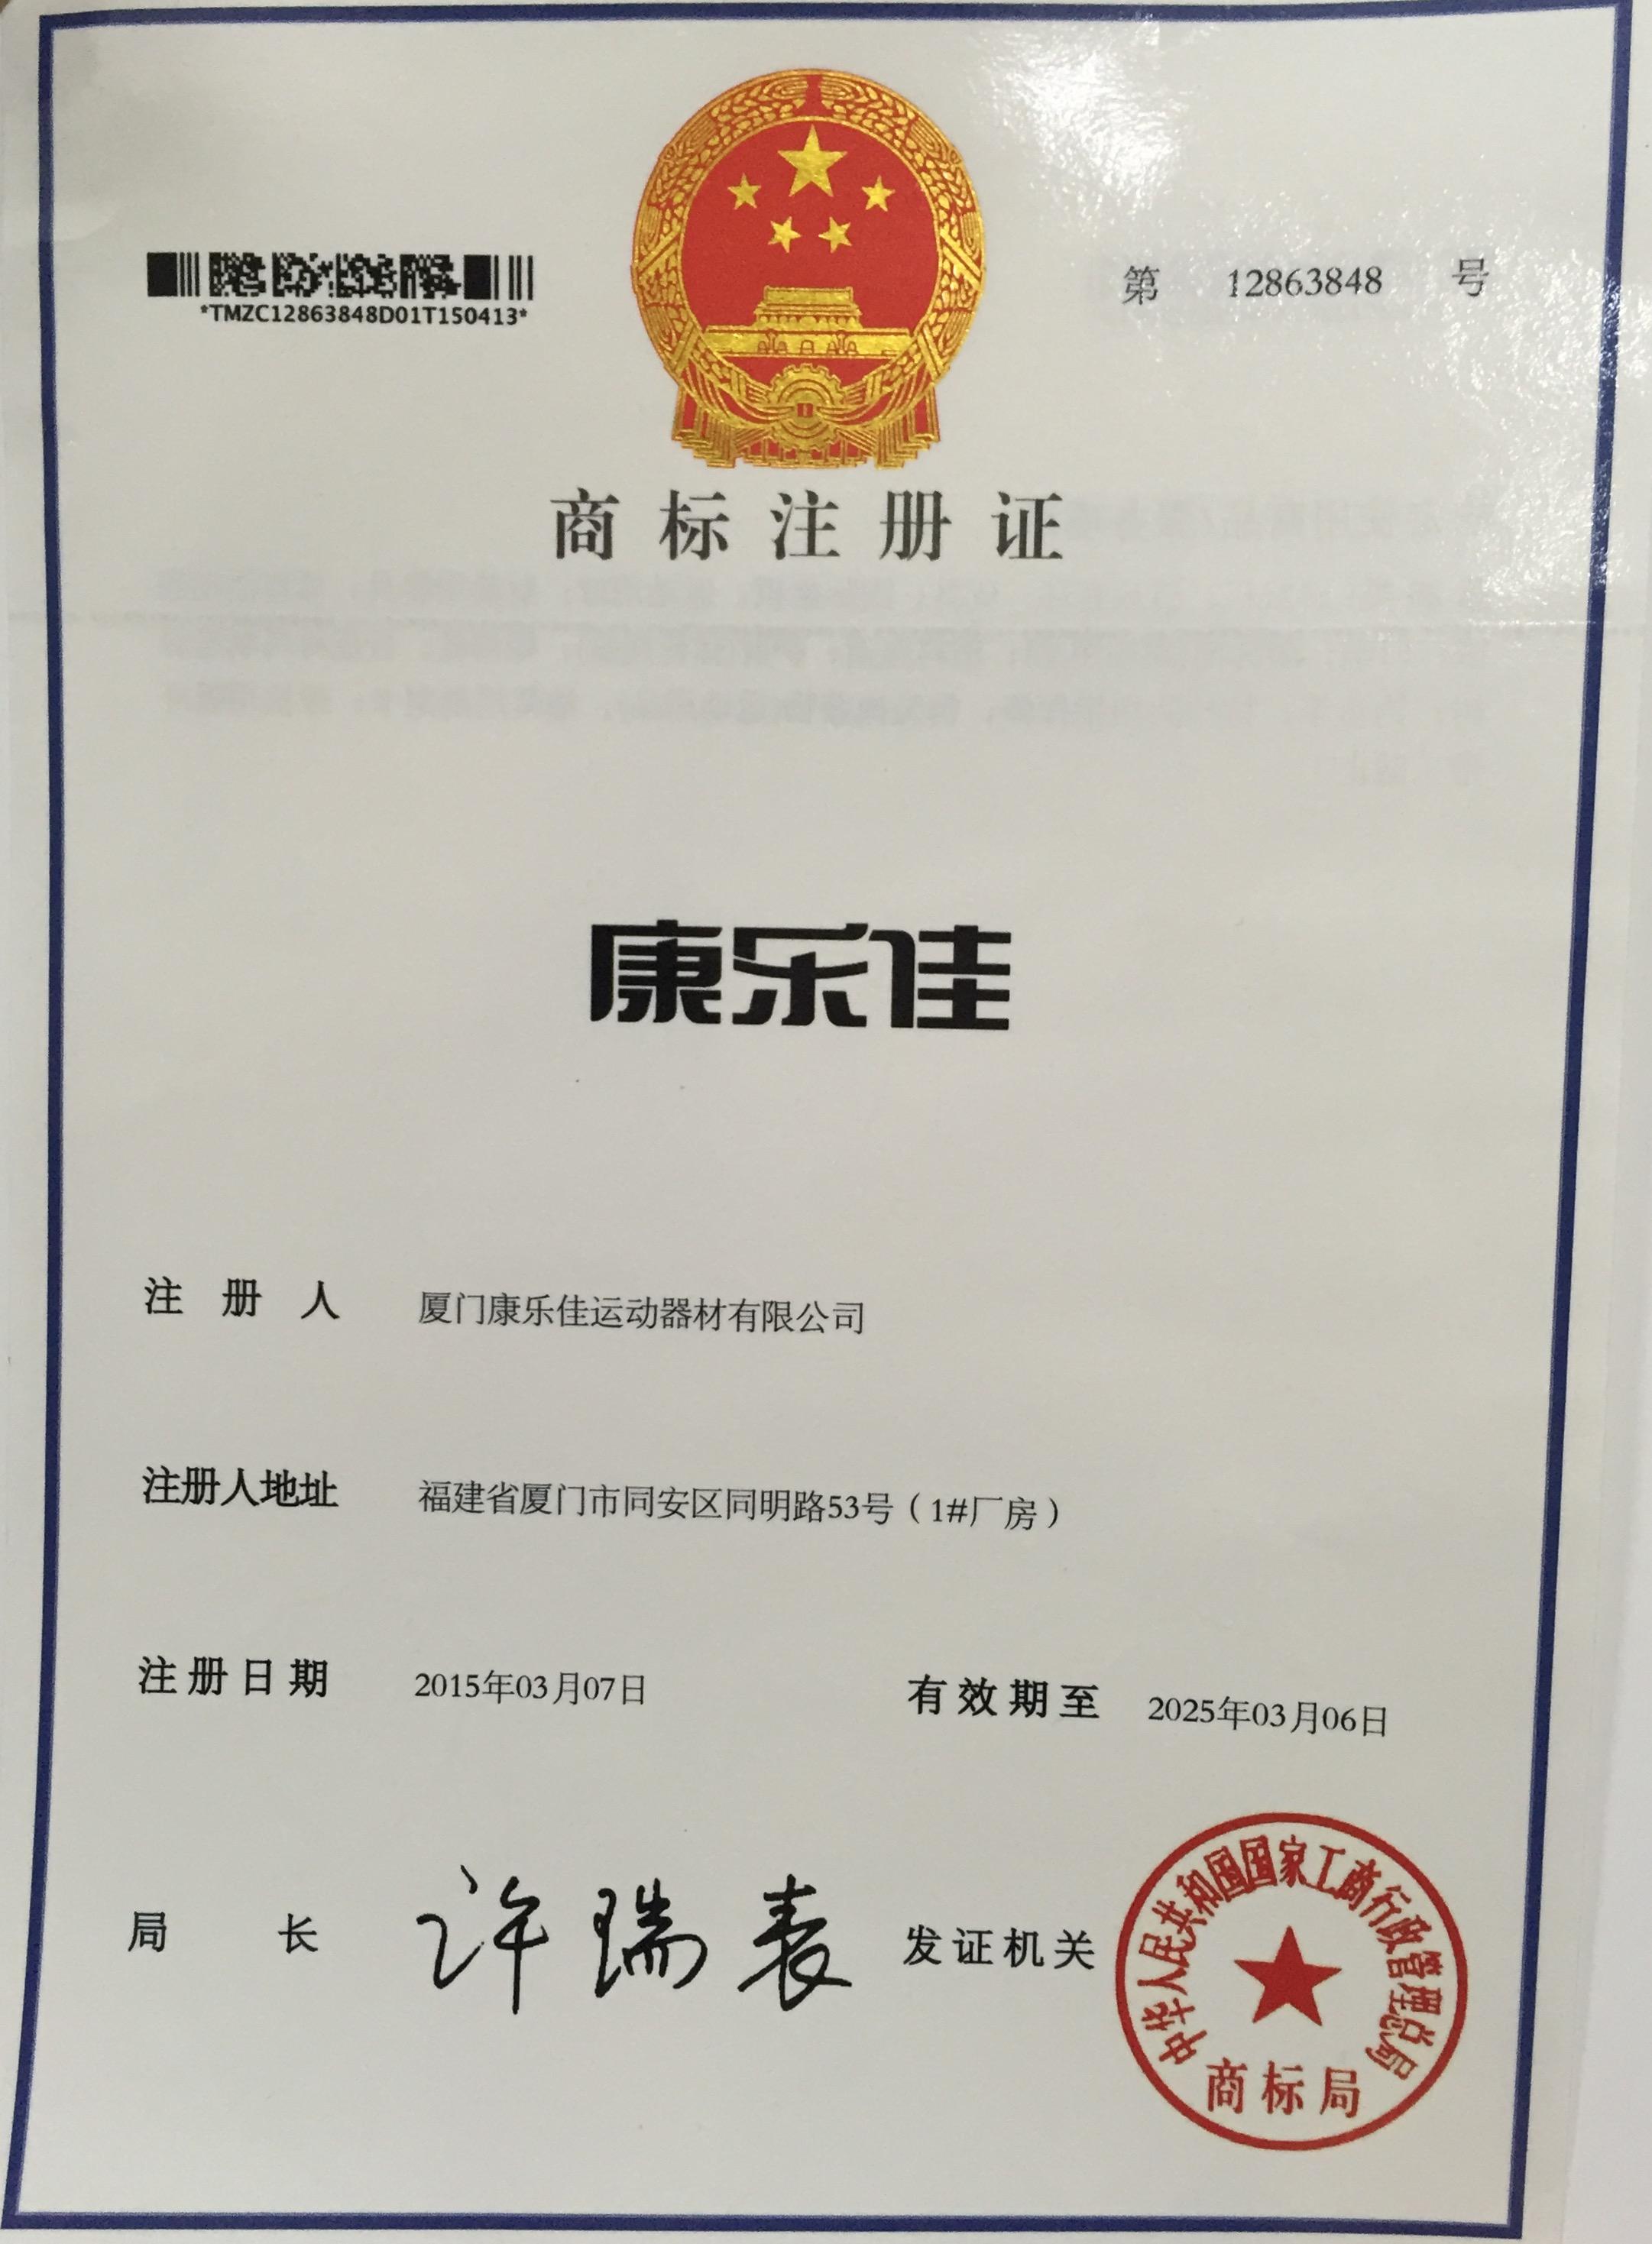 第 12863848 号
*TMZC12863848D01T150413*
商标注册证
康乐佳
注册人 厦门康乐佳运动器材有限公司
注册人地址 福建省厦门市同安区同明路53号（1#厂房）
注册日期 2015年03月07日 有效期至 2025年03月06日
局长 许瑞表 发证机关
中华人民共和国国家工商行政管理总局
商标局